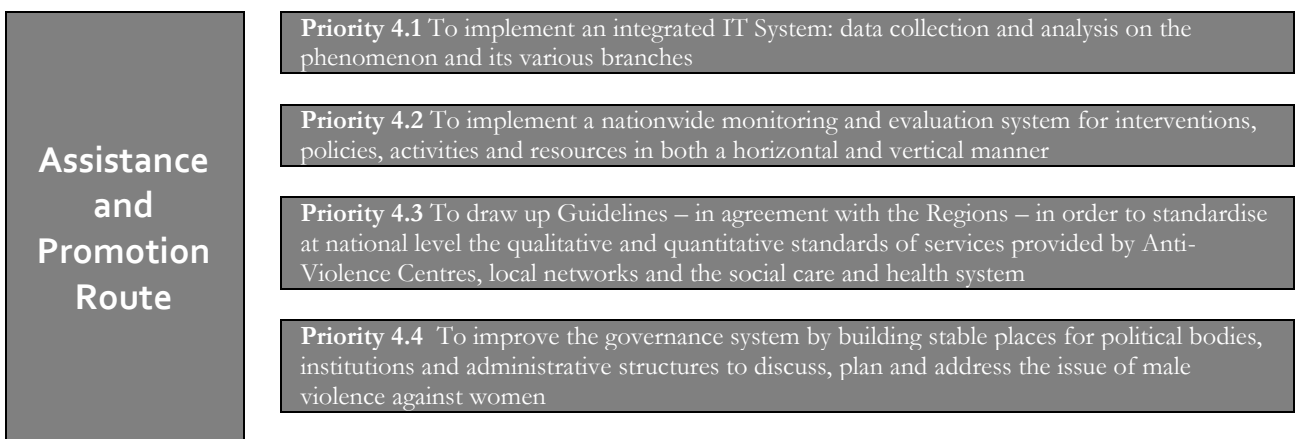 Assistance
and
Promotion
Route
Priority 4.1 To implement an integrated IT System: data collection and analysis on the
phenomenon and its various branches
Priority 4.2 To implement a nationwide monitoring and evaluation system for interventions,
policies, activities and resources in both a horizontal and vertical manner
Priority 4.3 To draw up Guidelines – in agreement with the Regions – in order to standardise
at national level the qualitative and quantitative standards of services provided by Anti-
Violence Centres, local networks and the social care and health system
Priority 4.4 To improve the governance system by building stable places for political bodies,
institutions and administrative structures to discuss, plan and address the issue of male
violence against women